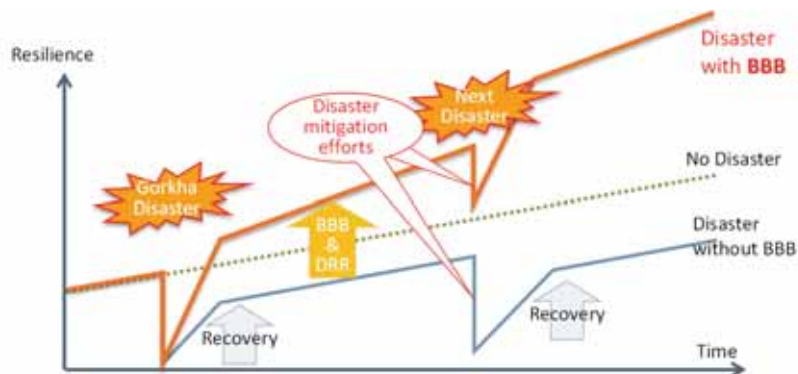 Resilience
Disaster
with BBB
Next
Disaster
Disaster
mitigation
efforts
No Disaster
Gorkha
Disaster
BBB
&
DRR
Disaster
without BBB
Recovery
Recovery
Time